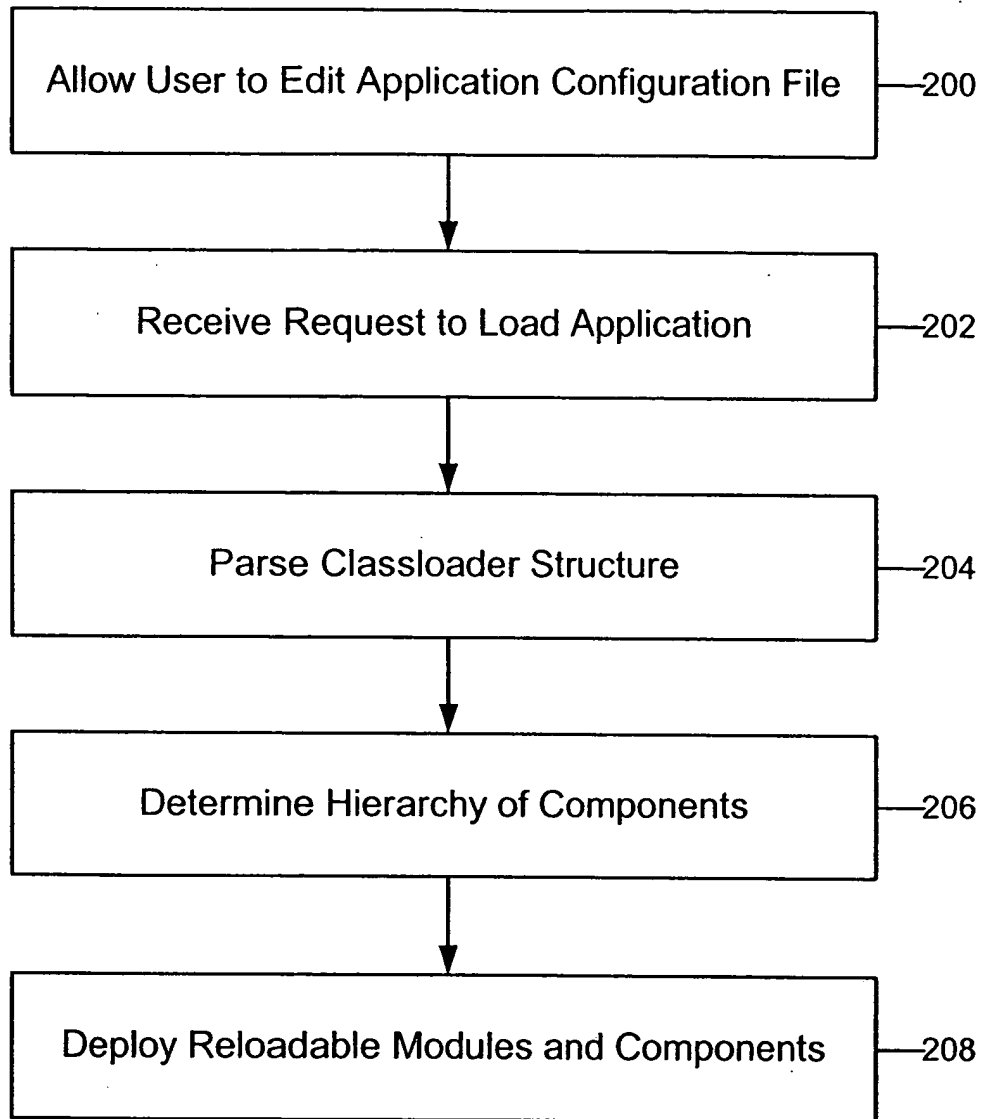 Allow User to Edit Application Configuration File 200
Receive Request to Load Application 202
Parse Classloader Structure 204
Determine Hierarchy of Components 206
Deploy Reloadable Modules and Components 208